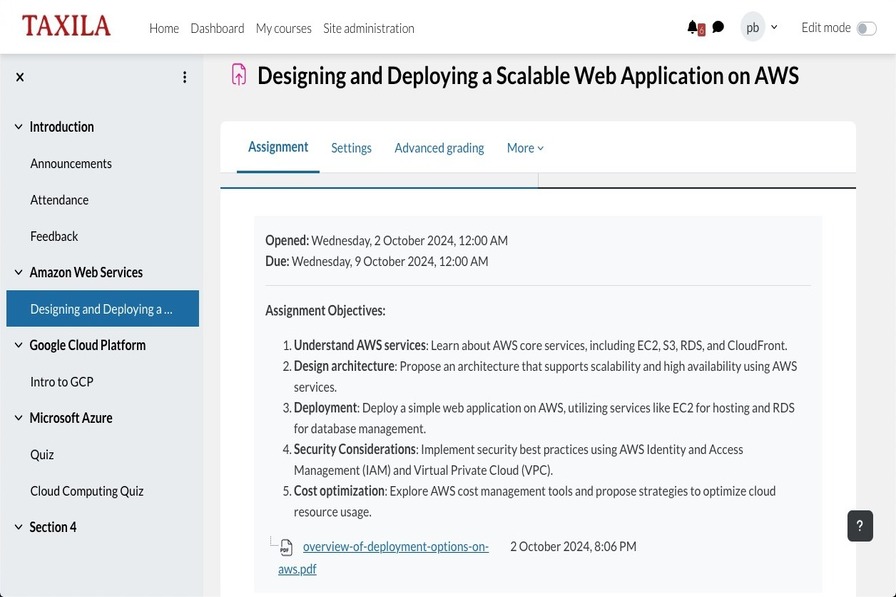 TAXILA
Home Dashboard My courses Site administration
6
pb
Edit mode
Designing and Deploying a Scalable Web Application on AWS
Introduction
Announcements
Attendance
Feedback
Amazon Web Services
Designing and Deploying a ...
Google Cloud Platform
Intro to GCP
Microsoft Azure
Quiz
Cloud Computing Quiz
Section 4
Assignment Settings Advanced grading More
Opened: Wednesday, 2 October 2024, 12:00 AM
Due: Wednesday, 9 October 2024, 12:00 AM
Assignment Objectives:
1. Understand AWS services: Learn about AWS core services, including EC2, S3, RDS, and CloudFront.
2. Design architecture: Propose an architecture that supports scalability and high availability using AWS
services.
3. Deployment: Deploy a simple web application on AWS, utilizing services like EC2 for hosting and RDS
for database management.
4. Security Considerations: Implement security best practices using AWS Identity and Access
Management (IAM) and Virtual Private Cloud (VPC).
5. Cost optimization: Explore AWS cost management tools and propose strategies to optimize cloud
resource usage.
PDF overview-of-deployment-options-on- 2 October 2024, 8:06 PM
aws.pdf
?